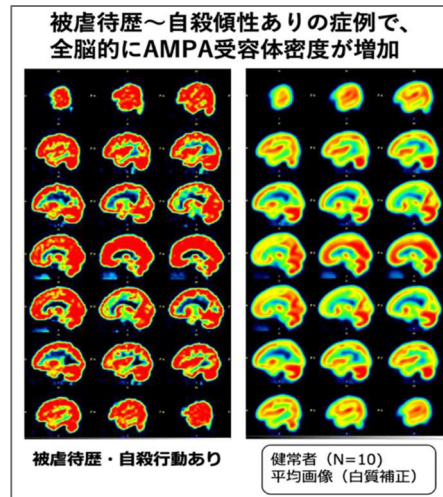 被虐待歴～自殺傾性ありの症例で、
全脳的にAMPA受容体密度が増加
被虐待歴・自殺行動あり
健常者（N=10）
平均画像（白質補正）